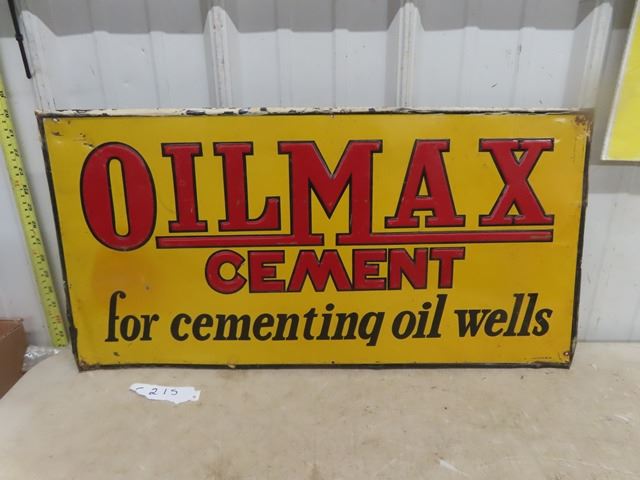 OILMAX
CEMENT
for cementing oil wells
215